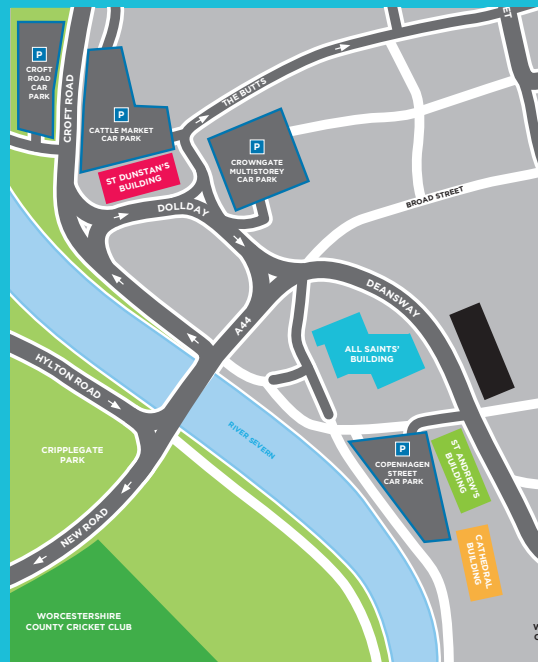 P
CROFT
ROAD
CAR
PARK
CROFT ROAD
P
CATTLE MARKET
CAR PARK
THE BUTTS
ET
ST DUNSTAN'S
BUILDING
P
CROWNGATE
MULTISTOREY
CAR PARK
DOLLDAY
BROAD STREET
DEANSWAY
A44
ALL SAINTS'
BUILDING
HYLTON ROAD
RIVER SEVERN
CRIPPLEGATE
PARK
P
COPENHAGEN
STREET
CAR PARK
ST ANDREW'S
BUILDING
NEW ROAD
CATHEDRAL
BUILDING
WORCESTERSHIRE
COUNTY CRICKET CLUB